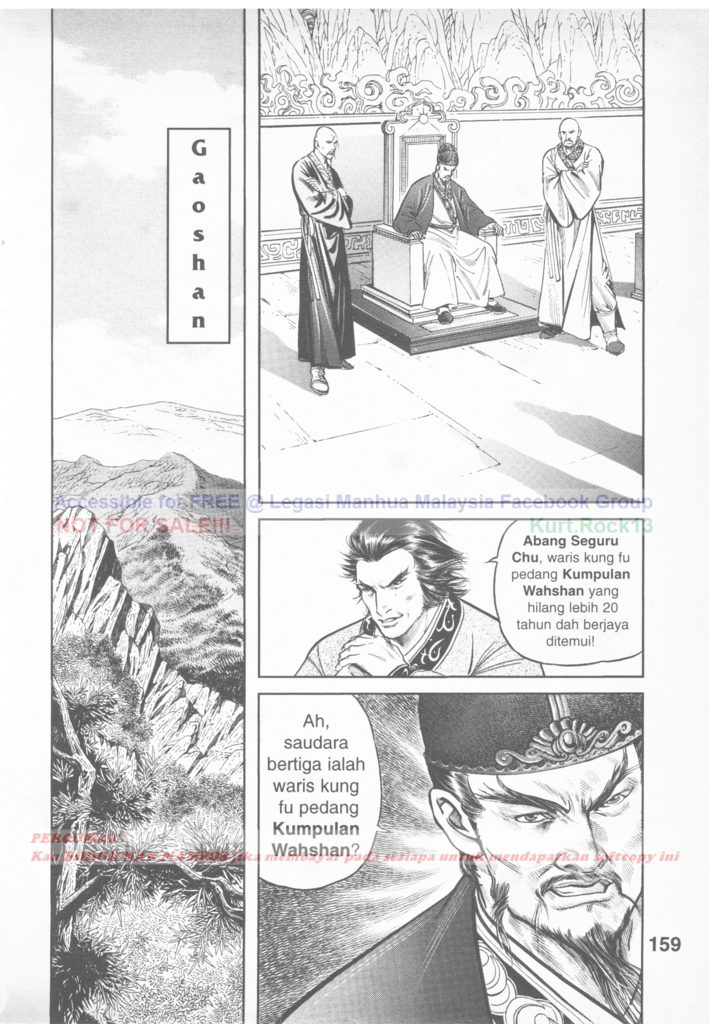 Gaoshan
Accessible for FREE @ Legasi Manhua Malaysia Facebook Group
NOT FOR SALE!!!
Kurt.Rock13
Abang Seguru
Chu, waris kung fu
pedang Kumpulan
Wahshan yang
hilang lebih 20
tahun dah berjaya
ditemui!
Ah,
saudara
bertiga ialah
waris kung
fu pedang
Kumpulan
Wahshan?
jika membayar pada sesiapa untuk mendapatkan softcopy ini
159